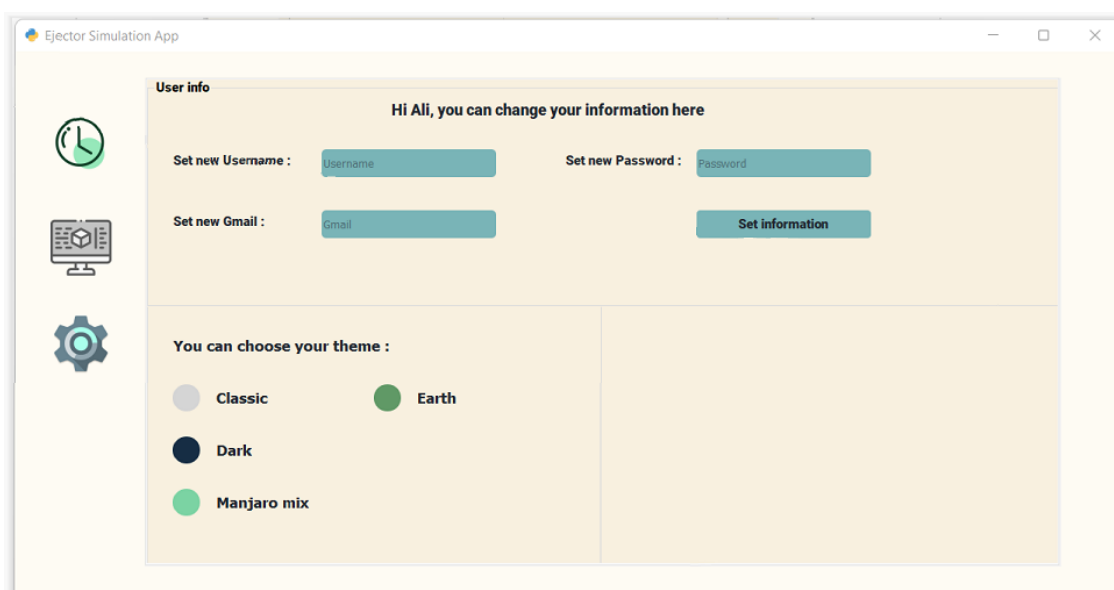 Ejector Simulation App
User info
Hi Ali, you can change your information here
Set new Username :
Username
Set new Password :
Password
Set new Gmail :
Gmail
Set information
You can choose your theme :
Classic
Earth
Dark
Manjaro mix